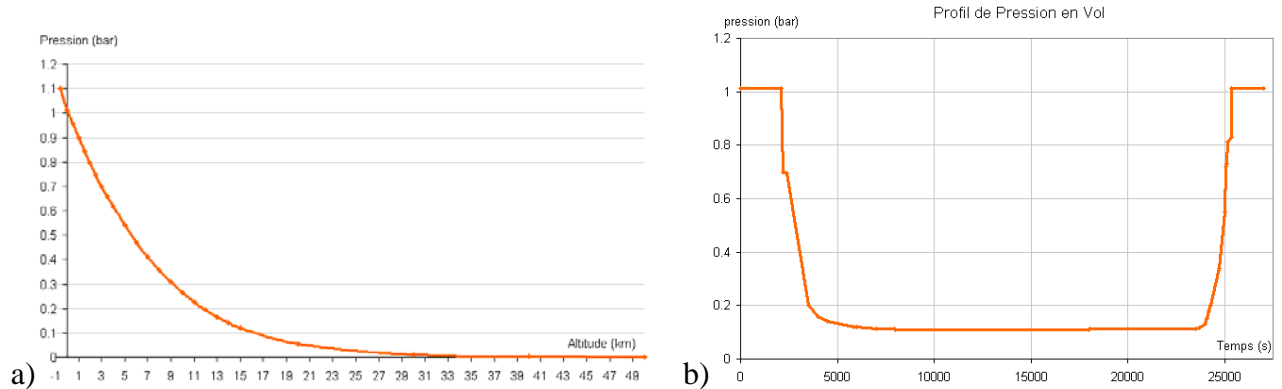 Pression (bar)
1.2
1.1
1
0.9
0.8
0.7
0.6
0.5
0.4
0.3
0.2
0.1
0
Altitude (km)
-1 1 3 5 7 9 11 13 15 17 19 21 23 25 27 29 31 33 35 37 39 41 43 45 47 49
a)
Profil de Pression en Vol
pression (bar)
1.2
1
0.8
0.6
0.4
0.2
0
Temps (s)
0 5000 10000 15000 20000 25000
b)